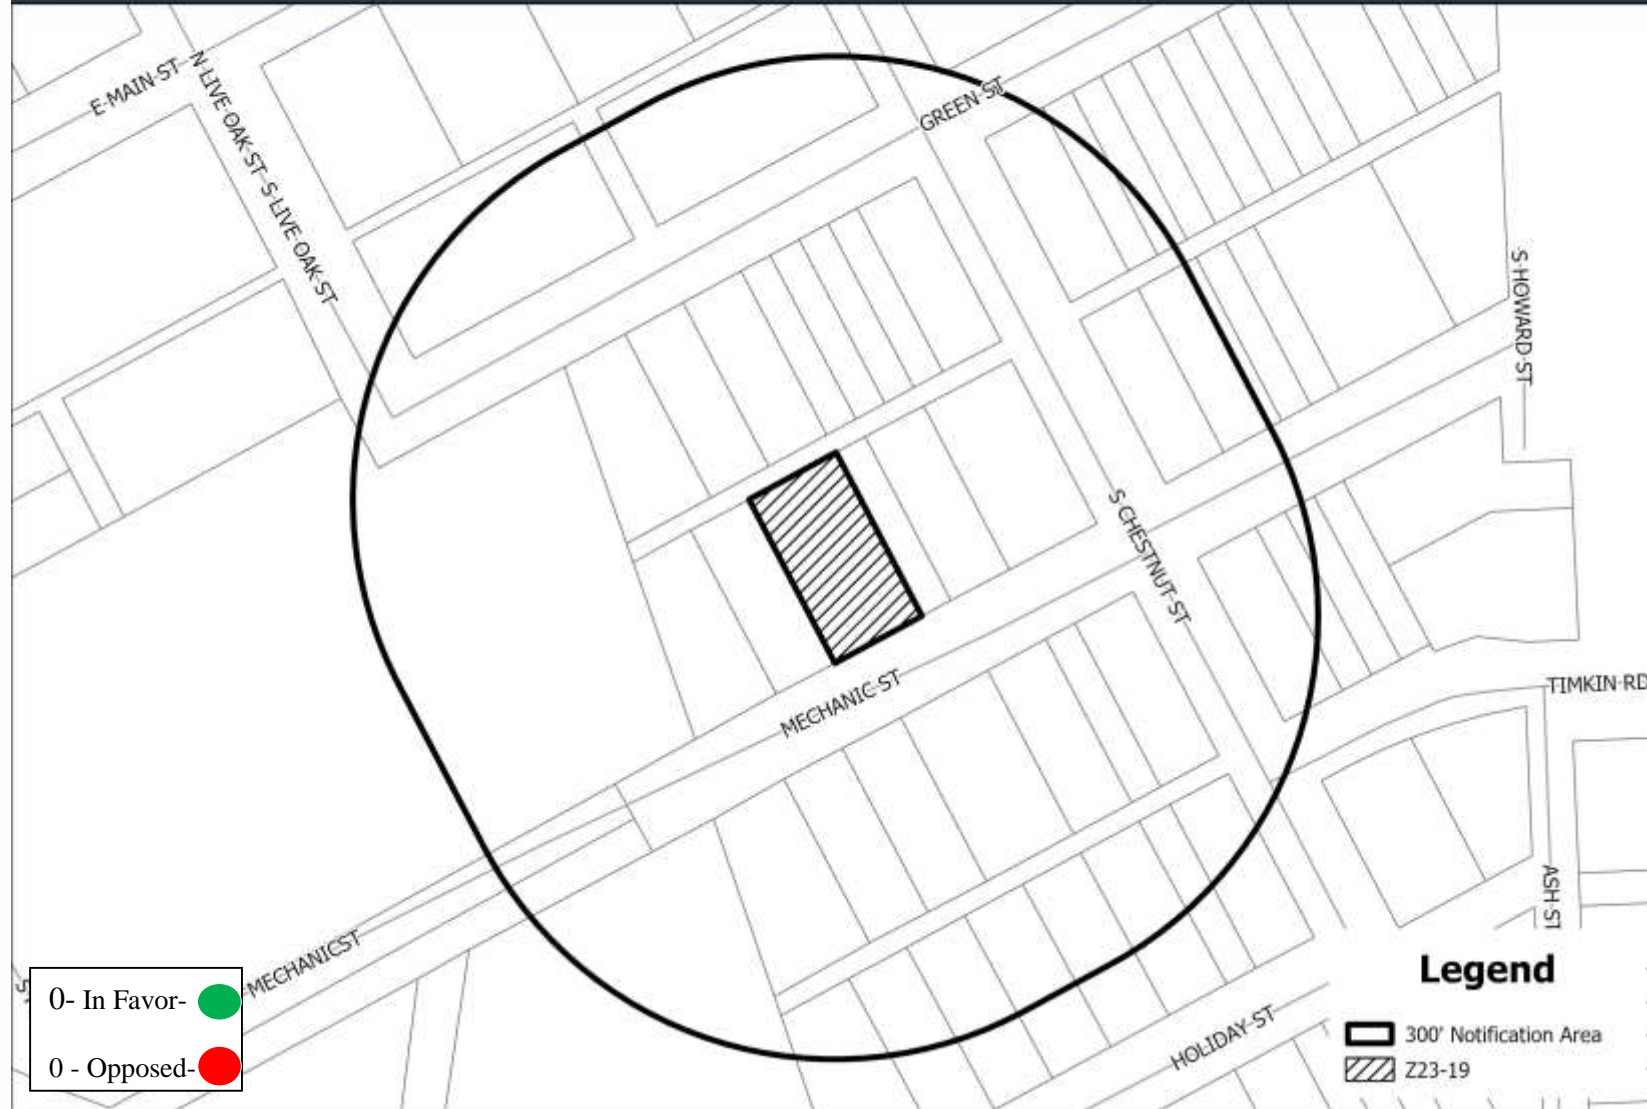 E MAIN ST
N LIVE OAK ST
S LIVE OAK ST
GREEN ST
S HOWARD ST
S CHESTNUT ST
MECHANIC ST
TIMKIN RD
ASH ST
MECHANICST
HOLIDAY ST
0- In Favor-
0 - Opposed-
Legend
300' Notification Area
Z23-19